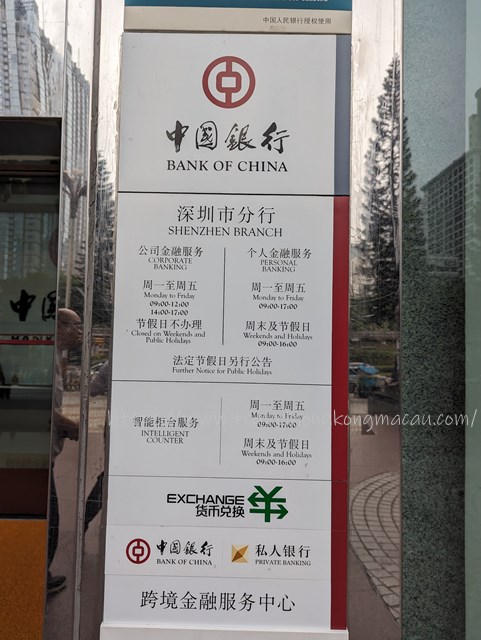 中国人民银行授权使用
中國銀行
BANK OF CHINA
深圳市分行
SHENZHEN BRANCH
公司金融服务
CORPORATE
BANKING
周一至周五
Monday to Friday
09:00-12:00
14:00-17:00
节假日不办理
Closed on Weekends and
Public Holidays
个人金融服务
PERSONAL
BANKING
周一至周五
Monday to Friday
09:00-17:00
周末及节假日
Weekends and Holidays
09:00-16:00
法定节假日另行公告
Further Notice for Public Holidays
智能柜台服务
INTELLIGENT
COUNTER
周一至周五
Monday to Friday
09:00-17:00
周末及节假日
Weekends and Holidays
09:00-16:00
EXCHANGE
货币兑换
中國銀行
BANK OF CHINA
私人银行
PRIVATE BANKING
跨境金融服务中心
中
kongmacau.com/